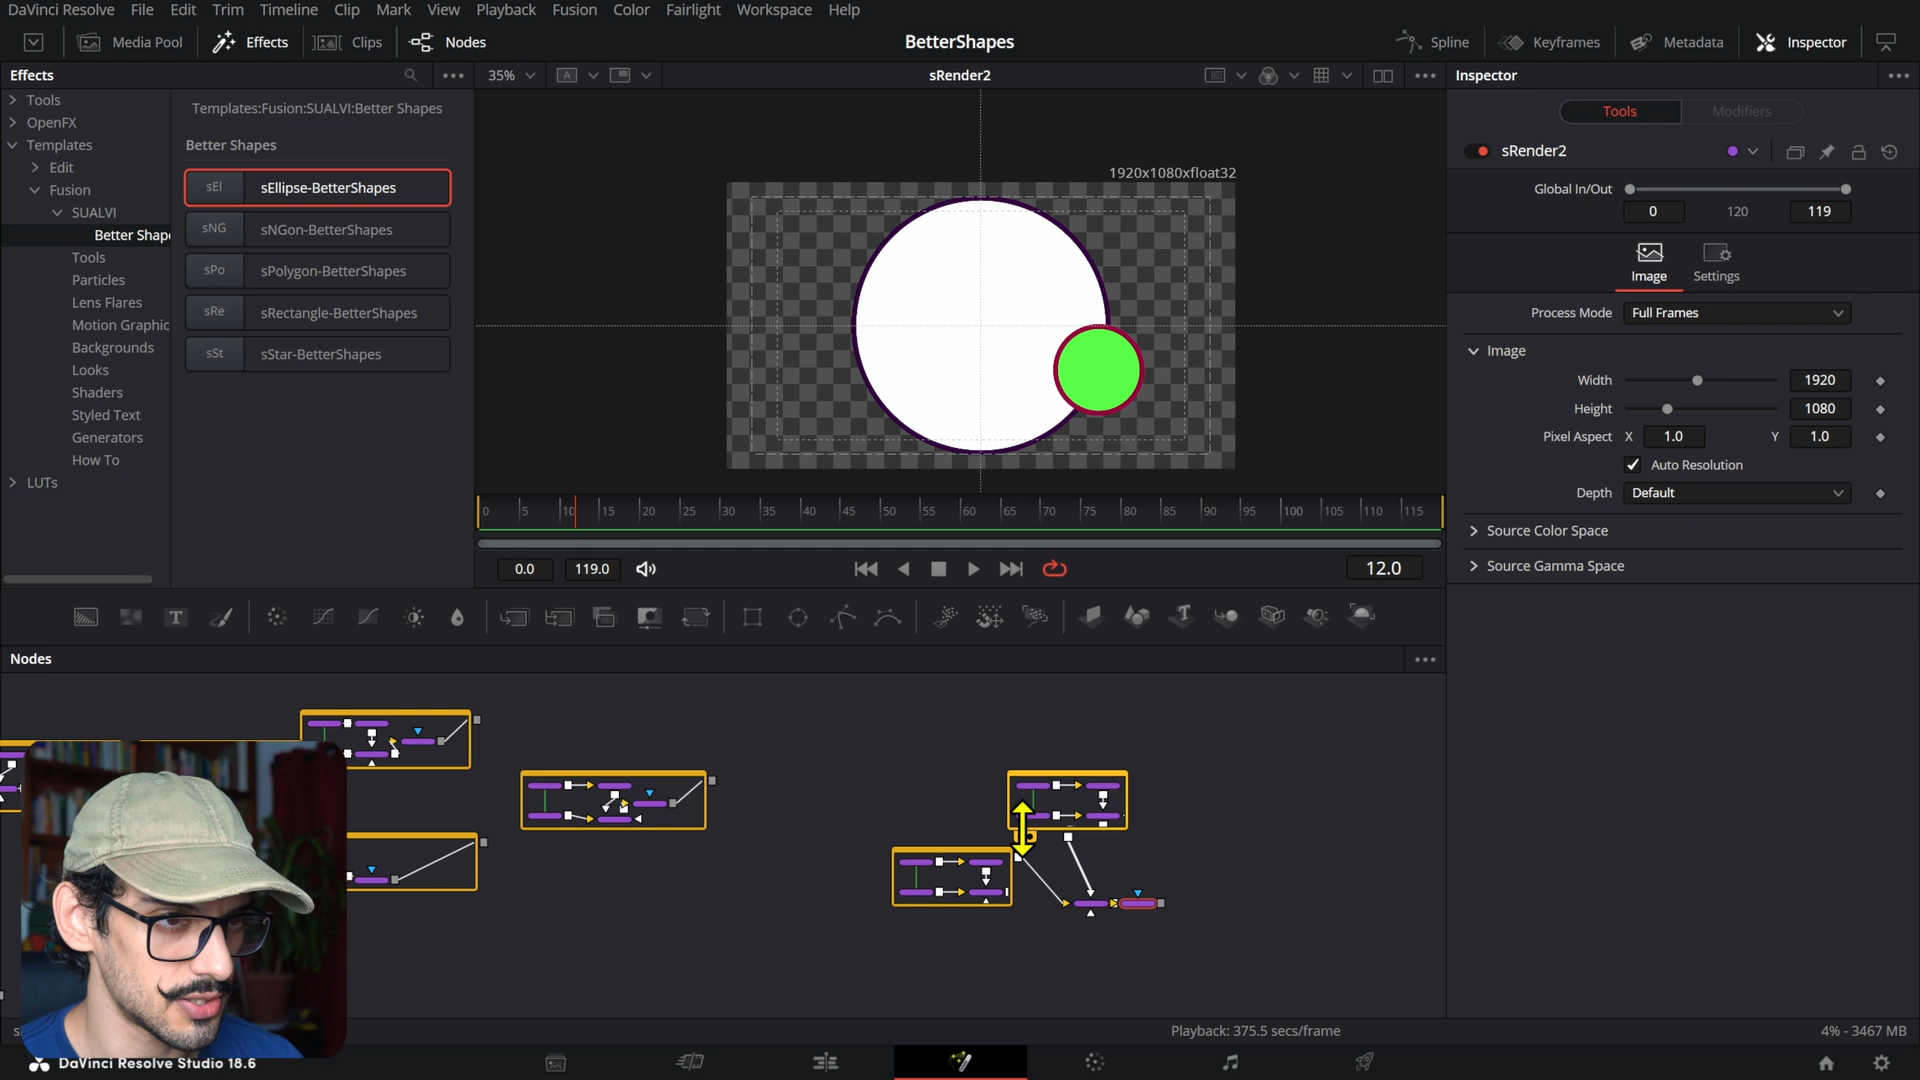 DaVinci Resolve File Edit Trim Timeline Clip Mark View Playback Fusion Color Fairlight Workspace Help
Media Pool Effects Clips Nodes BetterShapes Spline Keyframes Metadata Inspector
Effects 35% A sRender2 Inspector
Tools
OpenFX
Templates
Edit
Fusion
SUALVI
Better Shap
Tools
Particles
Lens Flares
Motion Graphic
Backgrounds
Looks
Shaders
Styled Text
Generators
How To
LUTs
Templates:Fusion:SUALVI:Better Shapes
Better Shapes
sEl sEllipse-BetterShapes
sNG sNGon-BetterShapes
sPo sPolygon-BetterShapes
sRe sRectangle-BetterShapes
sSt sStar-BetterShapes
1920x1080xfloat32
0 5 10 15 20 25 30 35 40 45 50 55 60 65 70 75 80 85 90 95 100 105 110 115
0.0 119.0 12.0
Tools Modifiers
sRender2
Global In/Out
0 120 119
Image Settings
Process Mode Full Frames
Image
Width 1920
Height 1080
Pixel Aspect X 1.0 Y 1.0
Auto Resolution
Depth Default
Source Color Space
Source Gamma Space
T
Nodes
Playback: 375.5 secs/frame 4% - 3467 MB
DaVinci Resolve Studio 18.6